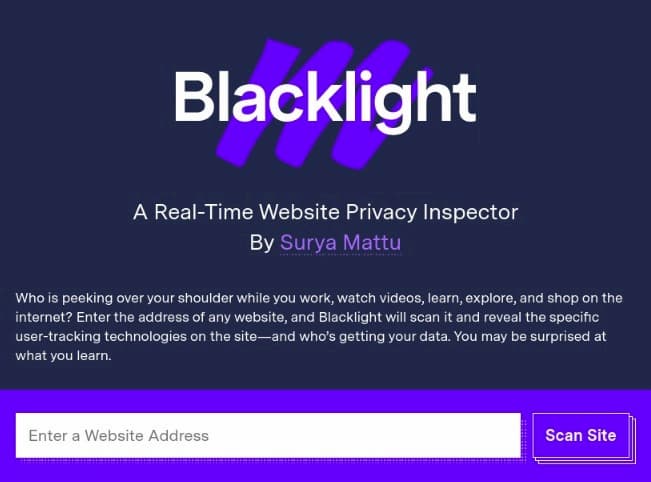 Blacklight
A Real-Time Website Privacy Inspector
By Surya Mattu
Who is peeking over your shoulder while you work, watch videos, learn, explore, and shop on the
internet? Enter the address of any website, and Blacklight will scan it and reveal the specific
user-tracking technologies on the site—and who's getting your data. You may be surprised at
what you learn.
Enter a Website Address
Scan Site